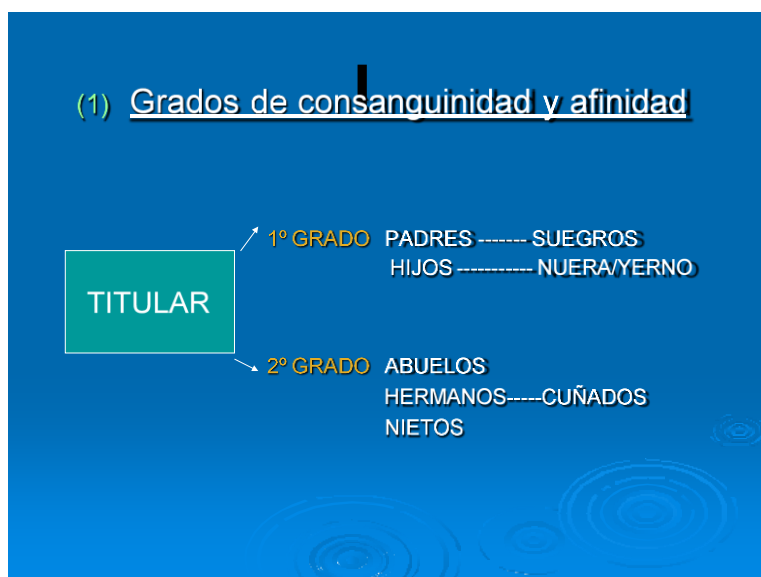 (1) Grados de consanguinidad y afinidad
1º GRADO PADRES ------- SUEGROS
HIJOS ----------- NUERA/YERNO
TITULAR
2º GRADO ABUELOS
HERMANOS-----CUÑADOS
NIETOS